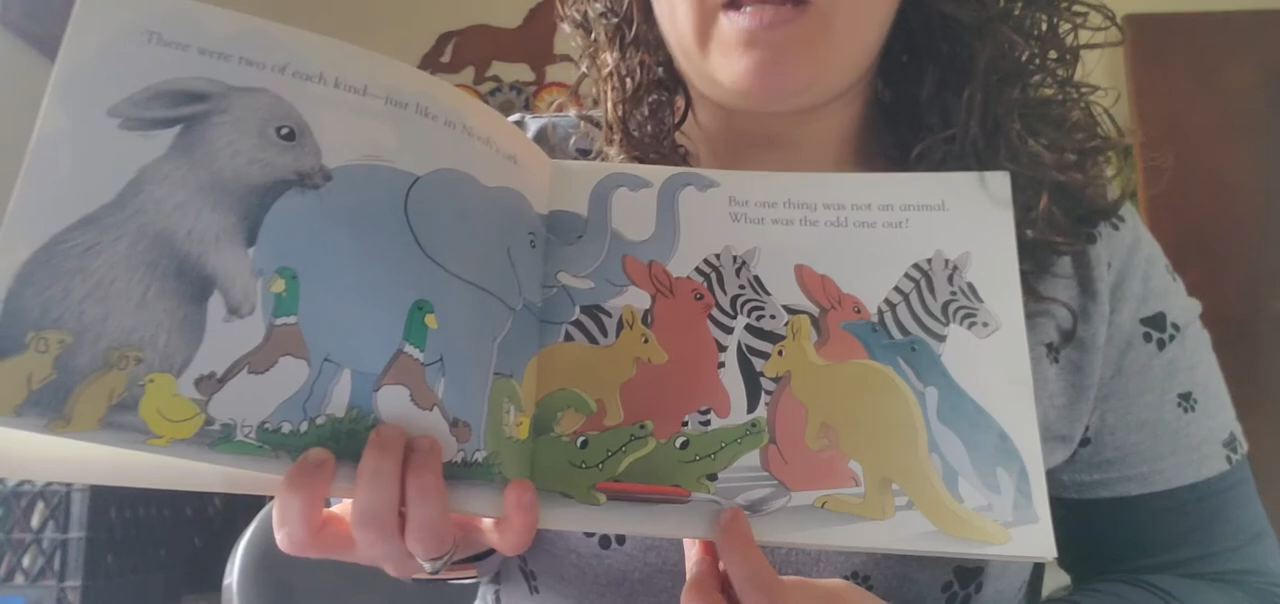 There were two of each kind—just like in Noah's ark.
But one thing was not an animal.
What was the odd one out?